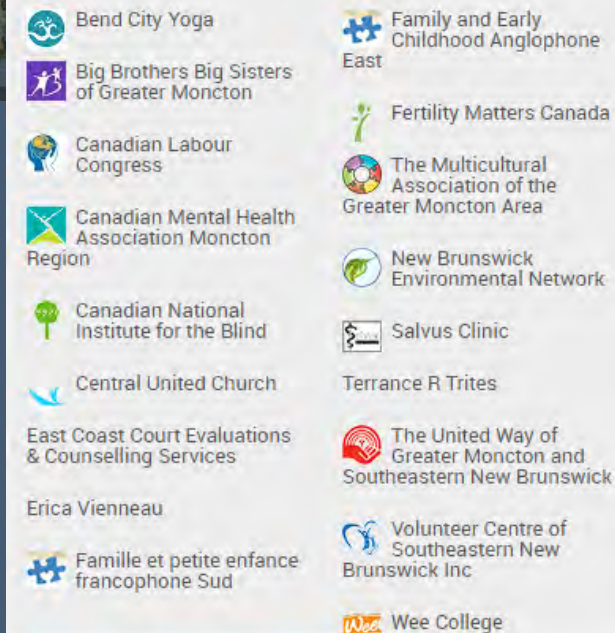 Bend City Yoga
Big Brothers Big Sisters
of Greater Moncton
Canadian Labour
Congress
Canadian Mental Health
Association Moncton
Region
Canadian National
Institute for the Blind
Central United Church
East Coast Court Evaluations
& Counselling Services
Erica Vienneau
Famille et petite enfance
francophone Sud
Family and Early
Childhood Anglophone
East
Fertility Matters Canada
The Multicultural
Association of the
Greater Moncton Area
New Brunswick
Environmental Network
Salvus Clinic
Terrance R Trites
The United Way of
Greater Moncton and
Southeastern New Brunswick
Volunteer Centre of
Southeastern New
Brunswick Inc
Wee
Wee College